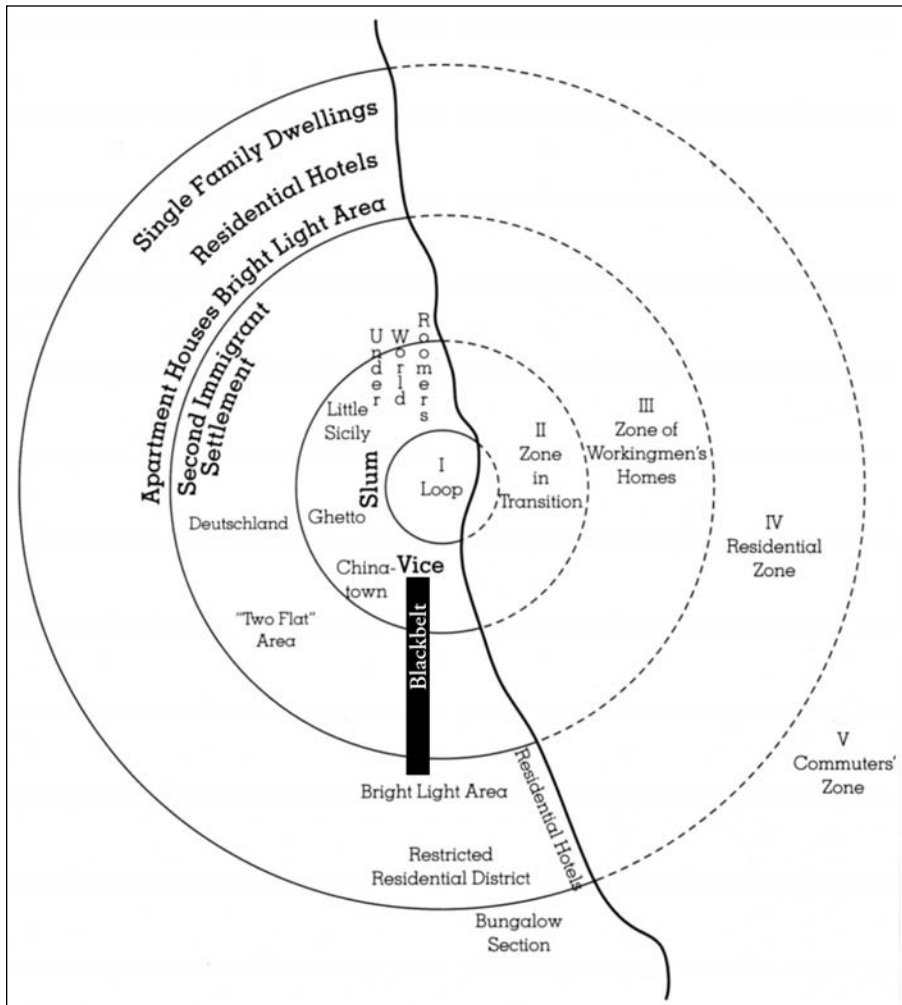 Single Family Dwellings
Residential Hotels
Apartment Houses Bright Light Area
Second Immigrant
Settlement
Under
World
Roomers
Little
Sicily
Slum
I
Loop
II
Zone
in
Transition
III
Zone of
Workingmen's
Homes
Deutschland
Ghetto
IV
Residential
Zone
China-
town
Vice
"Two Flat"
Area
Blackbelt
V
Commuters'
Zone
Bright Light Area
Residential Hotels
Restricted
Residential District
Bungalow
Section